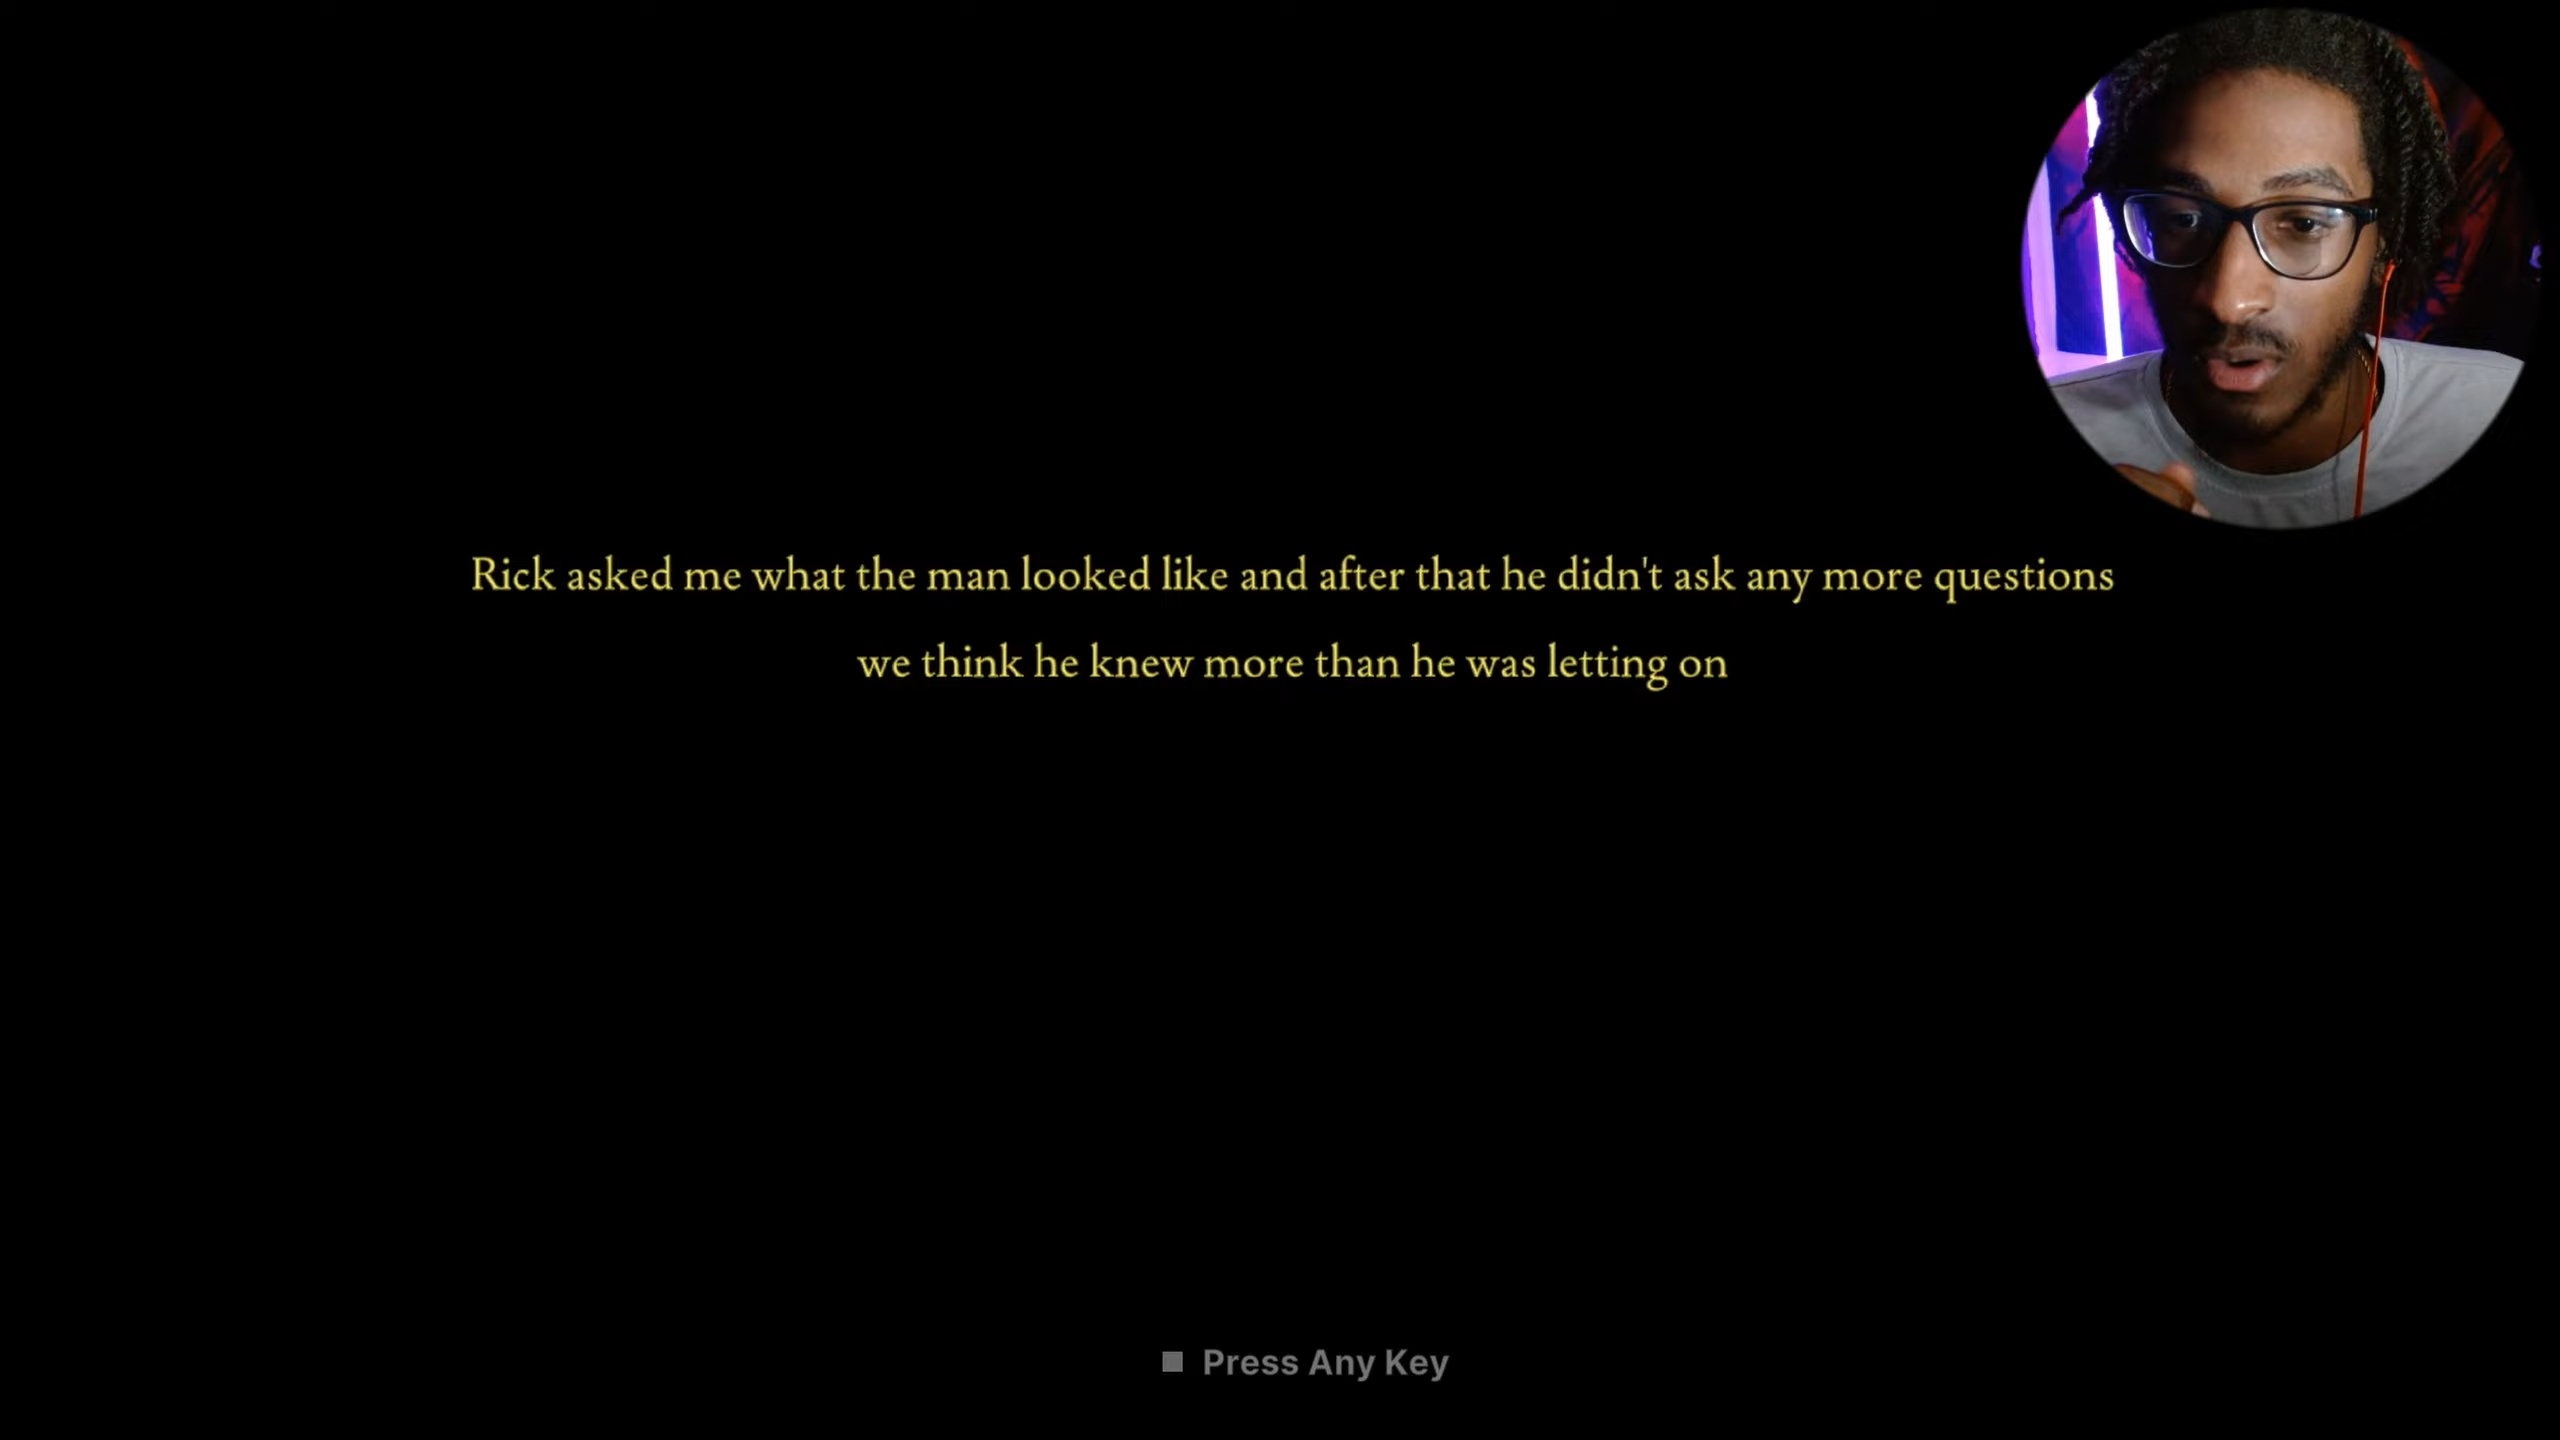 Rick asked me what the man looked like and after that he didn't ask any more questions
we think he knew more than he was letting on
Press Any Key